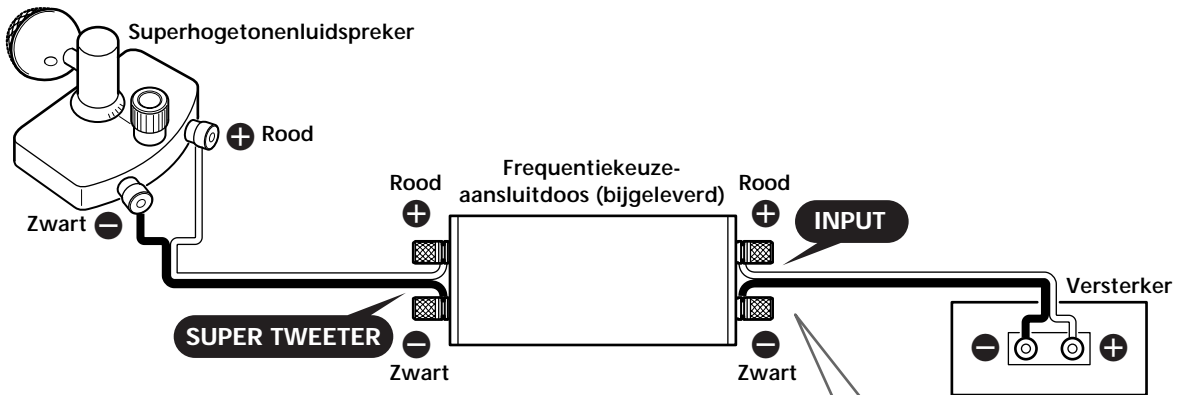 Superhogetonenluidspreker
+ Rood
Zwart −
Frequentiekeuze-
aansluitdoos (bijgeleverd)
Rood
+
Rood
+
INPUT
SUPER TWEETER
−
Zwart
−
Zwart
Versterker
− +